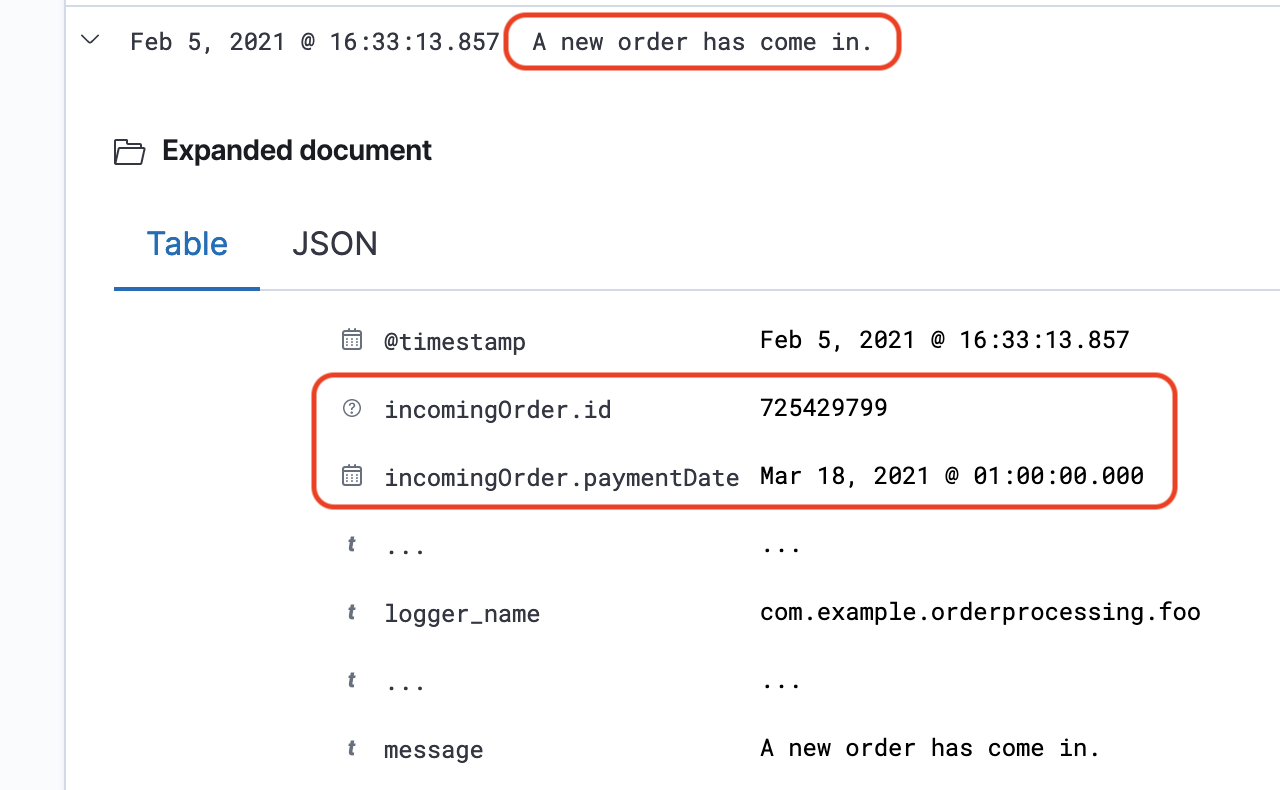 Feb 5, 2021 @ 16:33:13.857 A new order has come in.
Expanded document
Table JSON
@timestamp Feb 5, 2021 @ 16:33:13.857
incomingOrder.id 725429799
incomingOrder.paymentDate Mar 18, 2021 @ 01:00:00.000
t ... ...
t logger_name com.example.orderprocessing.foo
t ... ...
t message A new order has come in.